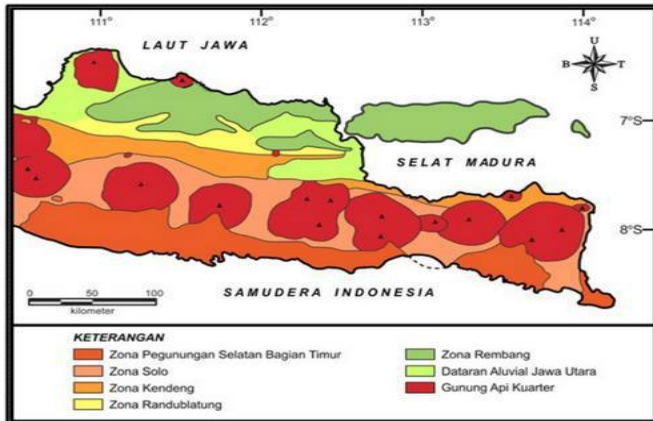 111° 112° 113° 114°
LAUT JAWA
U
B T
S
7°S
SELAT MADURA
8°S
0 50 100
kilometer
SAMUDERA INDONESIA
KETERANGAN
Zona Pegunungan Selatan Bagian Timur
Zona Solo
Zona Kendeng
Zona Randublatung
Zona Rembang
Dataran Aluvial Jawa Utara
Gunung Api Kuarter